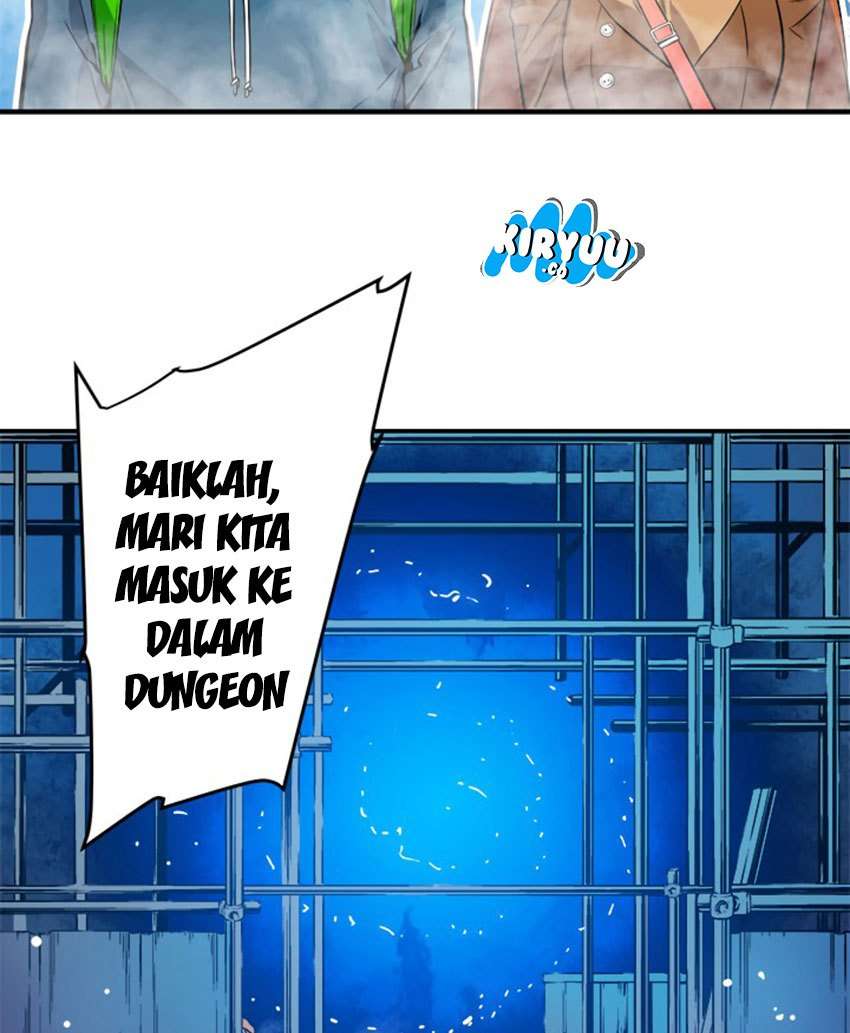 KIRYUU
.CO
BAIKLAH,
MARI KITA
MASUK KE
DALAM
DUNGEON